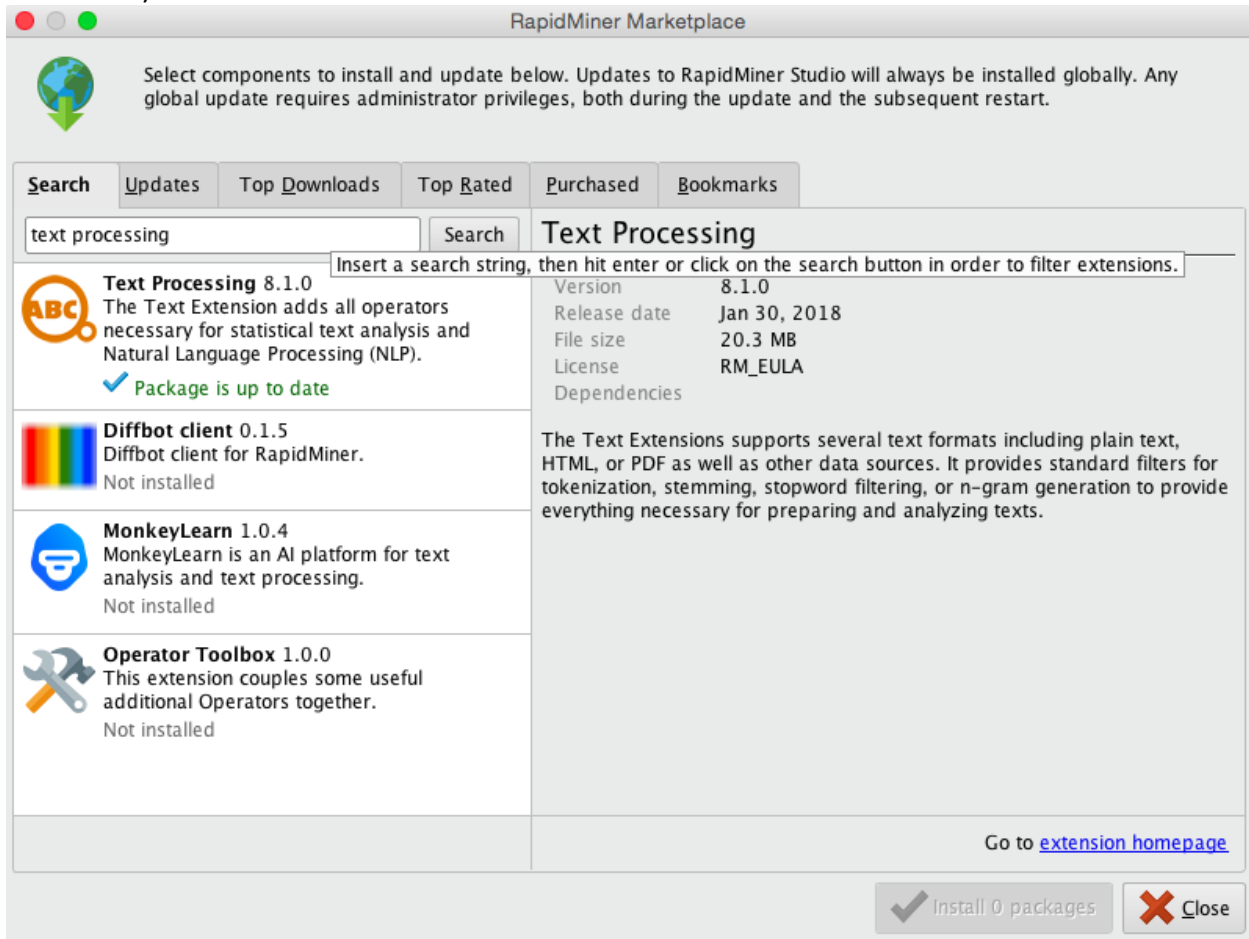 RapidMiner Marketplace
Select components to install and update below. Updates to RapidMiner Studio will always be installed globally. Any
global update requires administrator privileges, both during the update and the subsequent restart.
Search Updates Top Downloads Top Rated Purchased Bookmarks
text processing Search
Text Processing
Insert a search string, then hit enter or click on the search button in order to filter extensions.
ABC
Text Processing 8.1.0
The Text Extension adds all operators
necessary for statistical text analysis and
Natural Language Processing (NLP).
Package is up to date
Diffbot client 0.1.5
Diffbot client for RapidMiner.
Not installed
MonkeyLearn 1.0.4
MonkeyLearn is an AI platform for text
analysis and text processing.
Not installed
Operator Toolbox 1.0.0
This extension couples some useful
additional Operators together.
Not installed
Version 8.1.0
Release date Jan 30, 2018
File size 20.3 MB
License RM_EULA
Dependencies
The Text Extensions supports several text formats including plain text,
HTML, or PDF as well as other data sources. It provides standard filters for
tokenization, stemming, stopword filtering, or n-gram generation to provide
everything necessary for preparing and analyzing texts.
Go to extension homepage
Install 0 packages Close